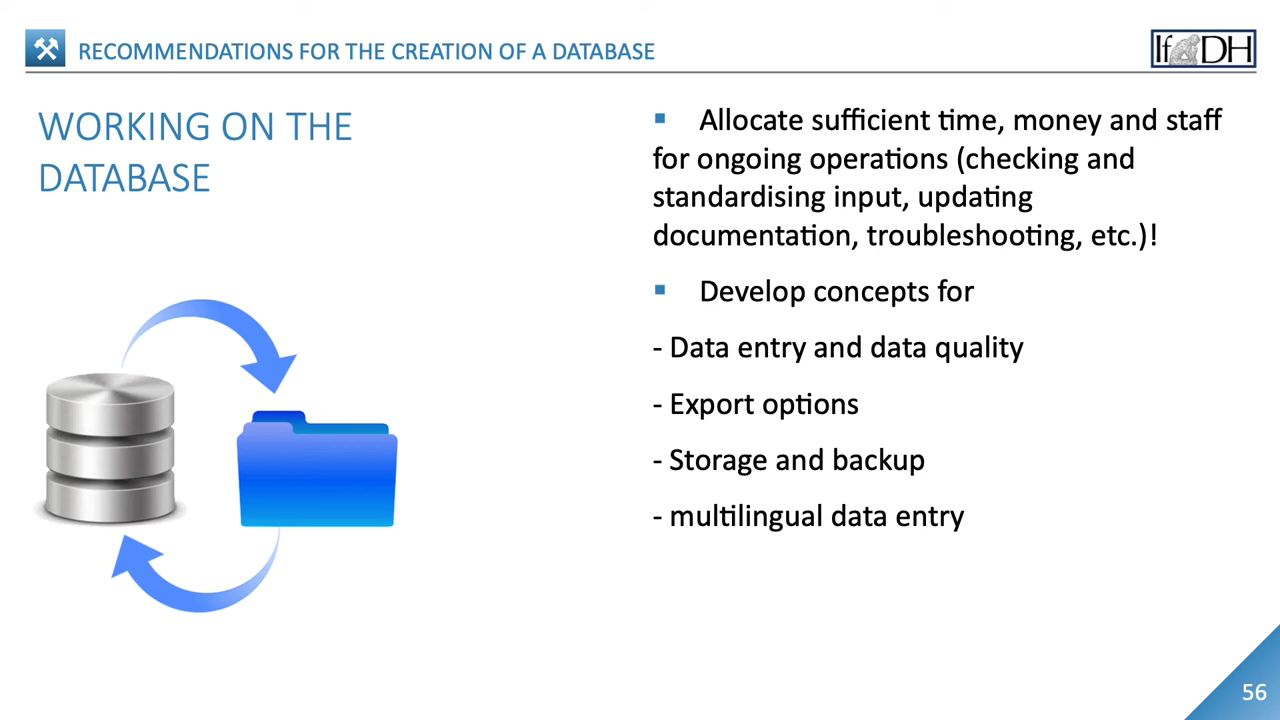 RECOMMENDATIONS FOR THE CREATION OF A DATABASE
IfDH
WORKING ON THE
DATABASE
▪ Allocate sufficient time, money and staff
for ongoing operations (checking and
standardising input, updating
documentation, troubleshooting, etc.)!
▪ Develop concepts for
- Data entry and data quality
- Export options
- Storage and backup
- multilingual data entry
56